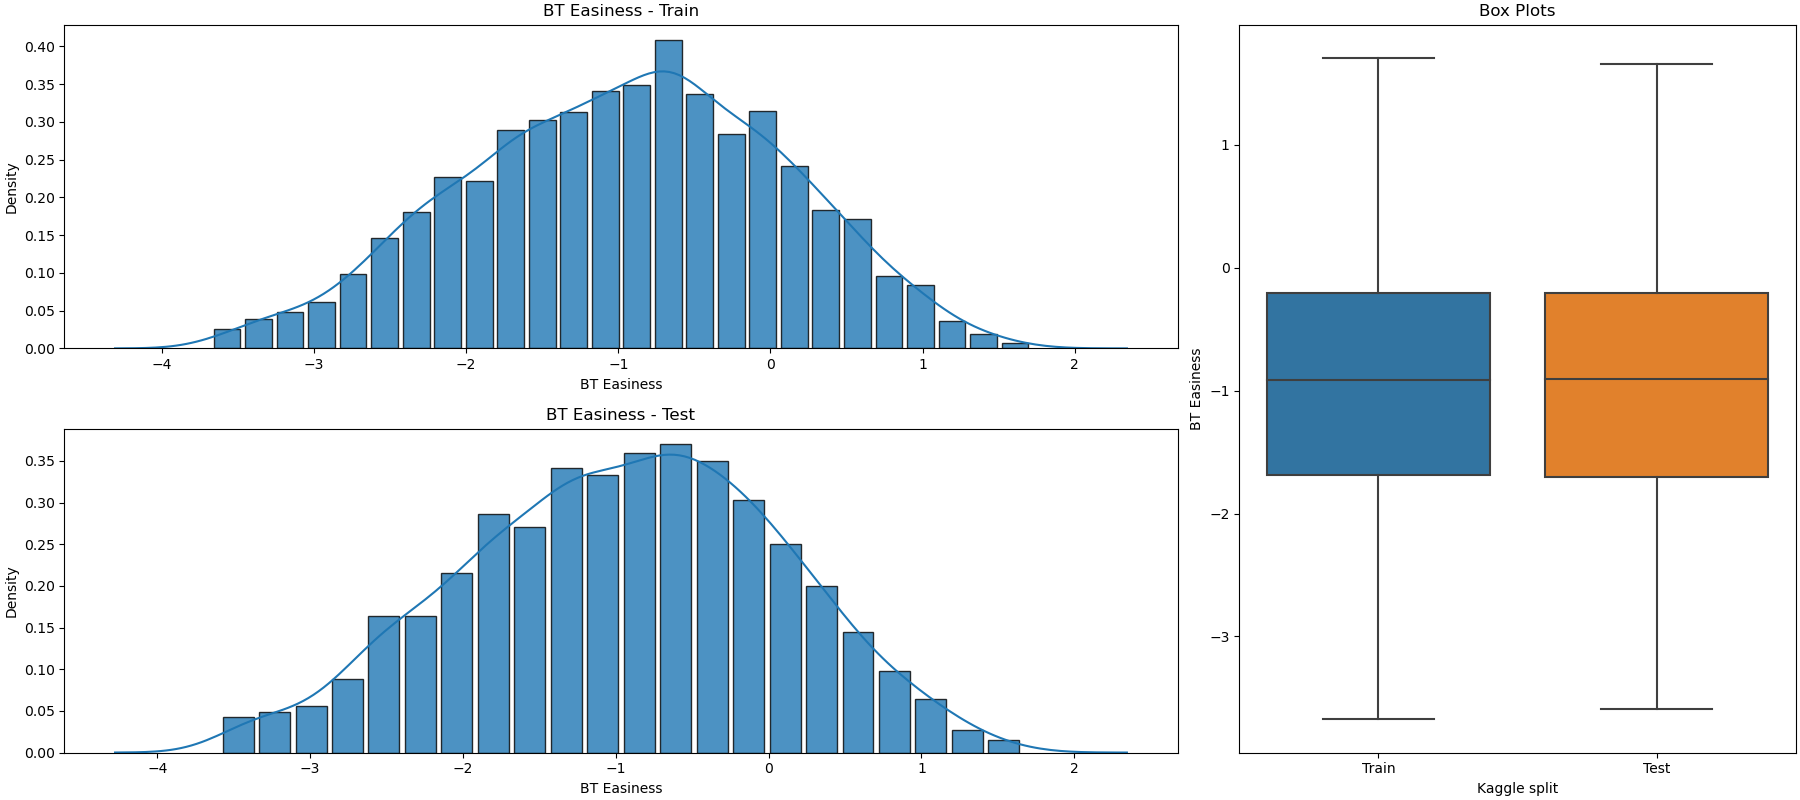 BT Easiness - Train
Density
0.40
0.35
0.30
0.25
0.20
0.15
0.10
0.05
0.00
−4 −3 −2 −1 0 1 2
BT Easiness
BT Easiness - Test
Density
0.35
0.30
0.25
0.20
0.15
0.10
0.05
0.00
−4 −3 −2 −1 0 1 2
BT Easiness
Box Plots
BT Easiness
1
0
−1
−2
−3
Train Test
Kaggle split